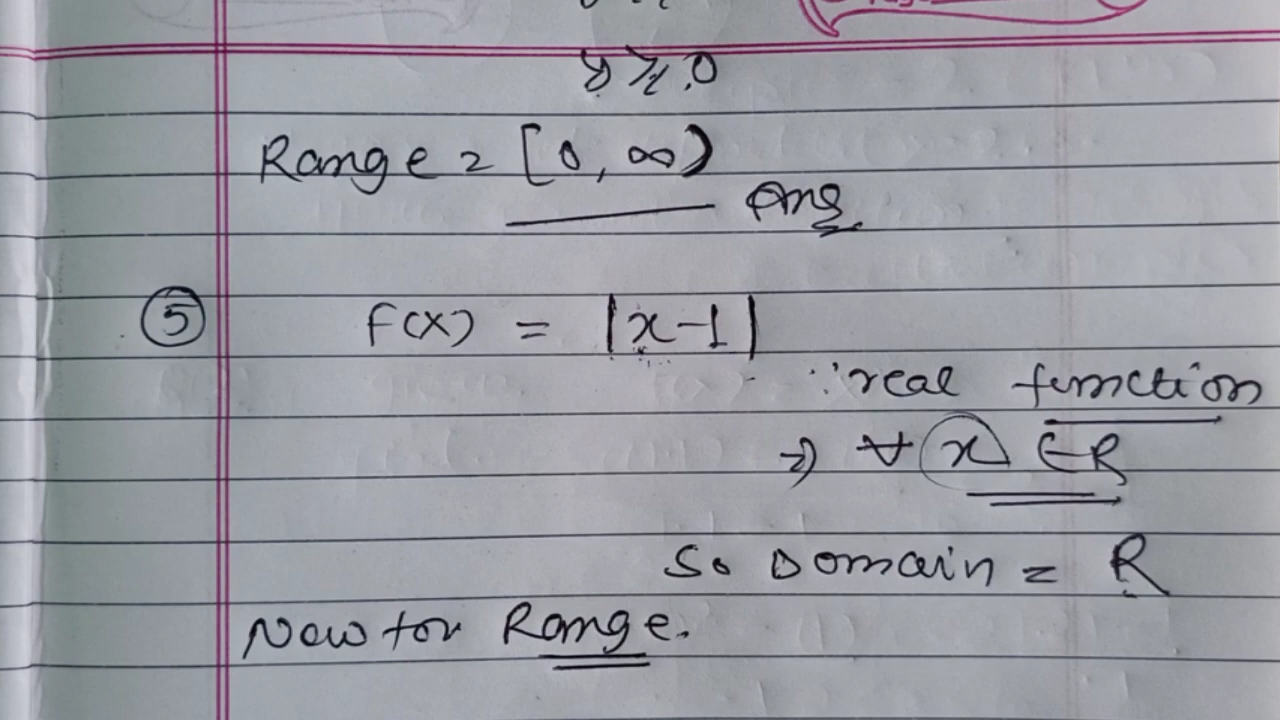 y ≥ 0
Range = [0, ∞)
Ans
⑤ F(x) = |x-1|
∵ real function
⇒ ∀ x ∈ R
So Domain = R
Now for Range.